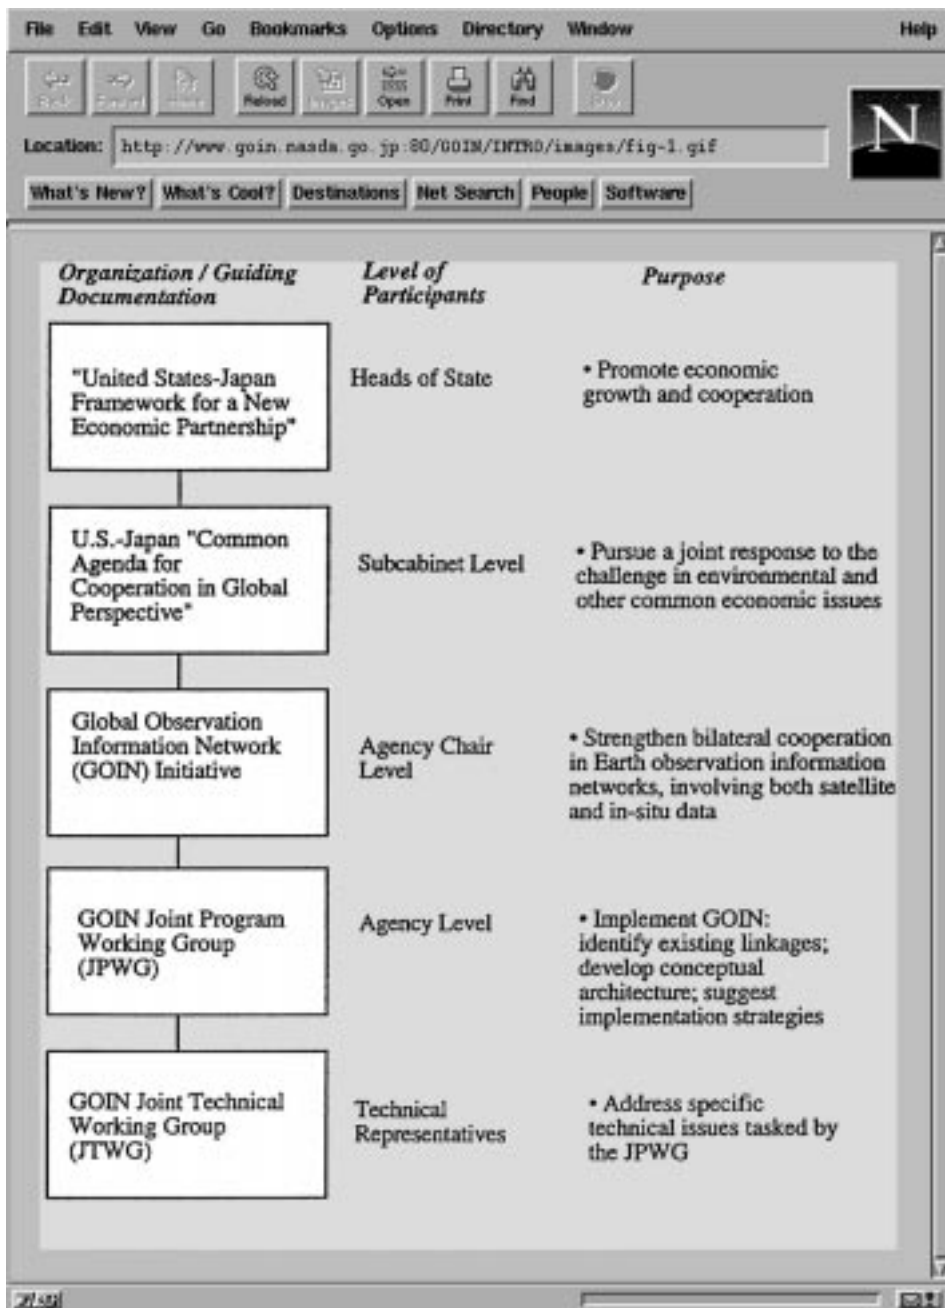 File Edit View Go Bookmarks Options Directory Window Help
Reload Open Print Find
Location: http://www.goin.nasda.go.jp:80/GOIN/INTRO/images/fig-1.gif
N
What's New? What's Cool? Destinations Net Search People Software
Organization / Guiding
Documentation
Level of
Participants
Purpose
"United States-Japan
Framework for a New
Economic Partnership"
Heads of State
• Promote economic
growth and cooperation
U.S.-Japan "Common
Agenda for
Cooperation in Global
Perspective"
Subcabinet Level
• Pursue a joint response to the
challenge in environmental and
other common economic issues
Global Observation
Information Network
(GOIN) Initiative
Agency Chair
Level
• Strengthen bilateral cooperation
in Earth observation information
networks, involving both satellite
and in-situ data
GOIN Joint Program
Working Group
(JPWG)
Agency Level
• Implement GOIN:
identify existing linkages;
develop conceptual
architecture; suggest
implementation strategies
GOIN Joint Technical
Working Group
(JTWG)
Technical
Representatives
• Address specific
technical issues tasked by
the JPWG